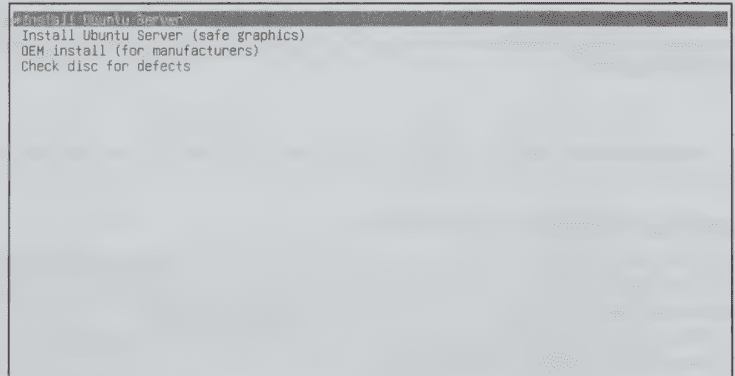 *Install Ubuntu Server
Install Ubuntu Server (safe graphics)
OEM install (for manufacturers)
Check disc for defects